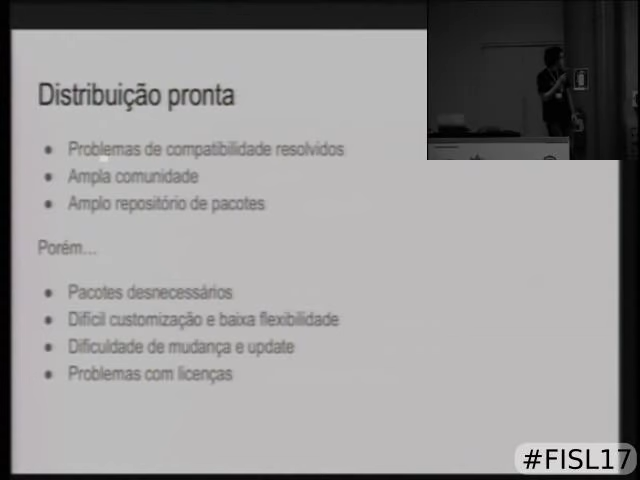 Distribuição pronta
● Problemas de compatibilidade resolvidos
● Ampla comunidade
● Amplo repositório de pacotes
Porém...
● Pacotes desnecessários
● Difícil customização e baixa flexibilidade
● Dificuldade de mudança e update
● Problemas com licenças
#FISL17